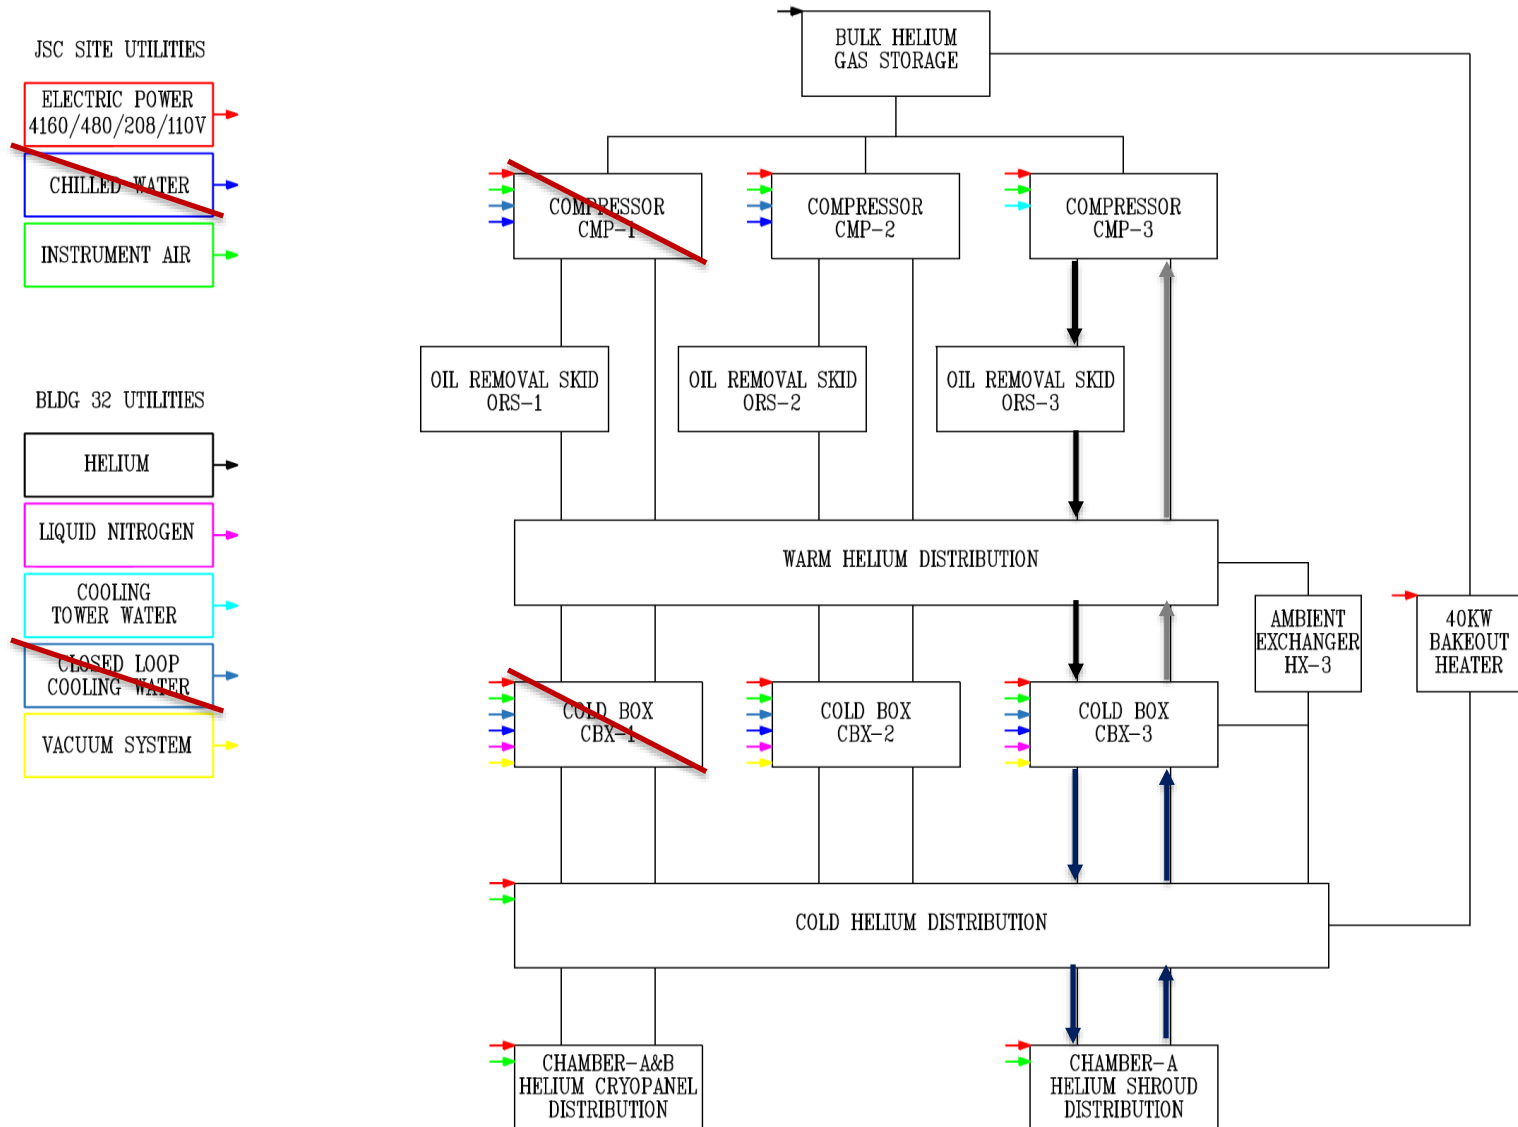 JSC SITE UTILITIES
ELECTRIC POWER
4160/480/208/110V
CHILLED WATER
INSTRUMENT AIR
BLDG 32 UTILITIES
HELIUM
LIQUID NITROGEN
COOLING
TOWER WATER
CLOSED LOOP
COOLING WATER
VACUUM SYSTEM
BULK HELIUM
GAS STORAGE
COMPRESSOR
CMP-1
COMPRESSOR
CMP-2
COMPRESSOR
CMP-3
OIL REMOVAL SKID
ORS-1
OIL REMOVAL SKID
ORS-2
OIL REMOVAL SKID
ORS-3
WARM HELIUM DISTRIBUTION
AMBIENT
EXCHANGER
HX-3
40KW
BAKEOUT
HEATER
COLD BOX
CBX-1
COLD BOX
CBX-2
COLD BOX
CBX-3
COLD HELIUM DISTRIBUTION
CHAMBER-A&B
HELIUM CRYOPANEL
DISTRIBUTION
CHAMBER-A
HELIUM SHROUD
DISTRIBUTION